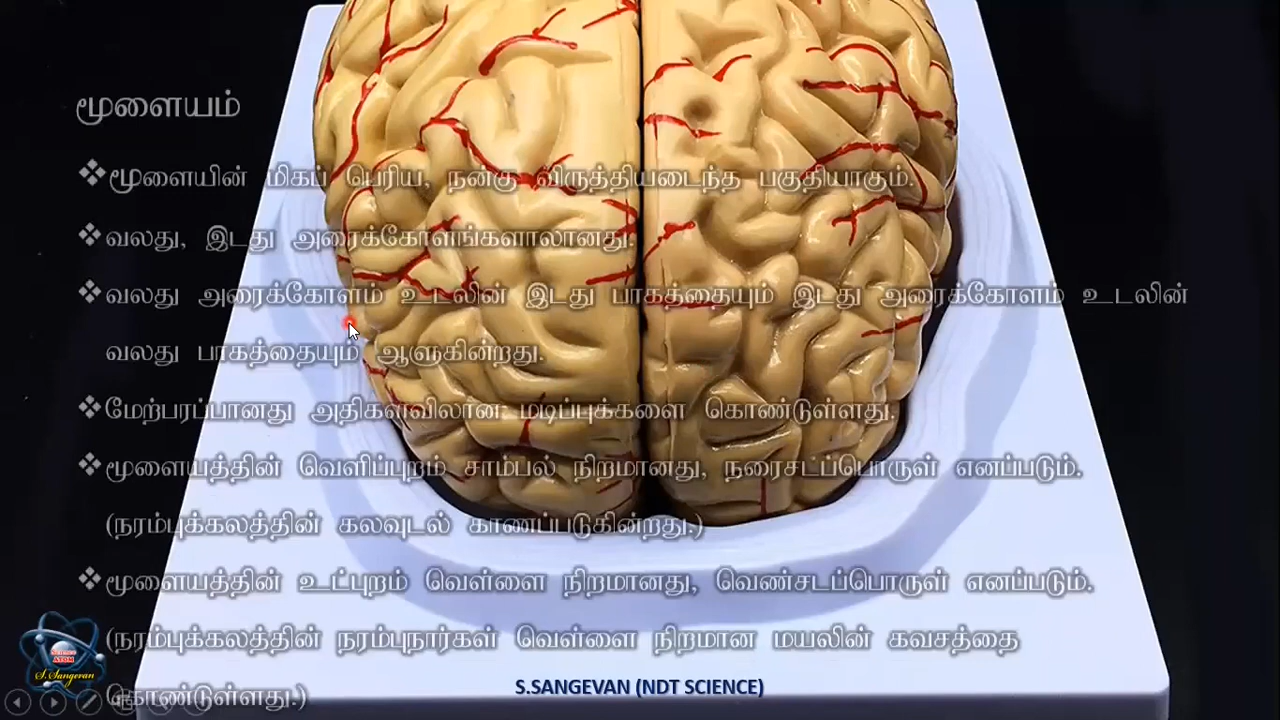 மூளையம்
❖மூளையின் மிகப் பெரிய, நன்கு விருத்தியடைந்த பகுதியாகும்.
❖வலது, இடது அரைக்கோளங்களாலானது.
❖வலது அரைக்கோளம் உடலின் இடது பாகத்தையும் இடது அரைக்கோளம் உடலின்
வலது பாகத்தையும் ஆளுகின்றது.
❖மேற்பரப்பானது அதிகளவிலான மடிப்புக்களை கொண்டுள்ளது.
❖மூளையத்தின் வெளிப்புறம் சாம்பல் நிறமானது, நரைசடப்பொருள் எனப்படும்.
(நரம்புக்கலத்தின் கலவுடல் காணப்படுகின்றது.)
❖மூளையத்தின் உட்புறம் வெள்ளை நிறமானது, வெண்சடப்பொருள் எனப்படும்.
(நரம்புக்கலத்தின் நரம்புநார்கள் வெள்ளை நிறமான மயலின் கவசத்தை
கொண்டுள்ளது.)
SCIENCE
ATOM
S.Sangevan
S.SANGEVAN (NDT SCIENCE)